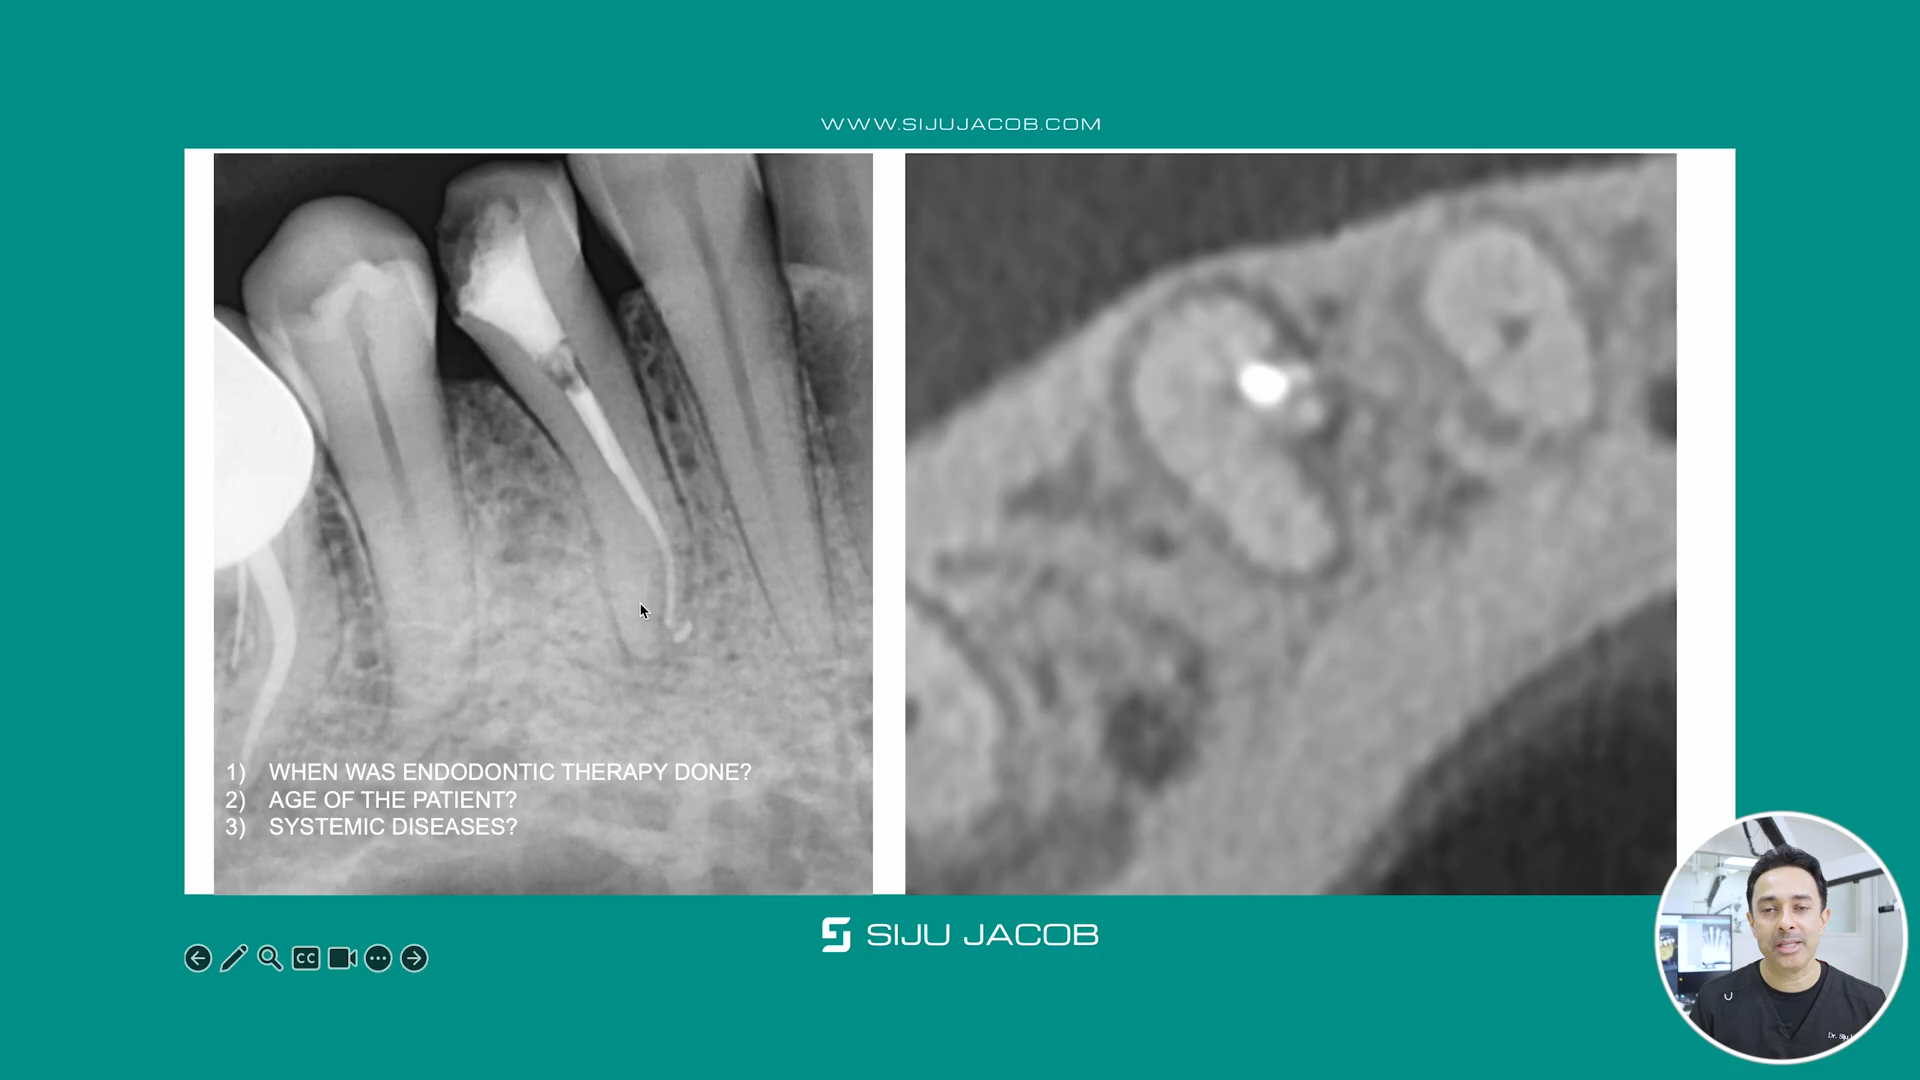 WWW.SIJUJACOB.COM
1) WHEN WAS ENDODONTIC THERAPY DONE?
2) AGE OF THE PATIENT?
3) SYSTEMIC DISEASES?
SIJU JACOB
CC